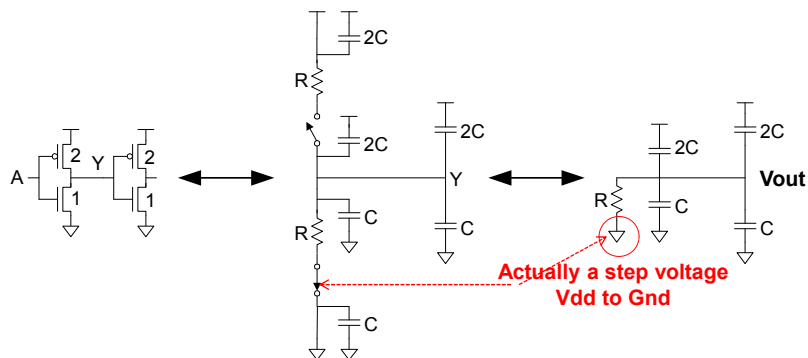 2C
R
2C
2C
2C
2C
A
2
Y
2
1
1
Y
R
Vout
C
C
C
C
R
Actually a step voltage
Vdd to Gnd
C